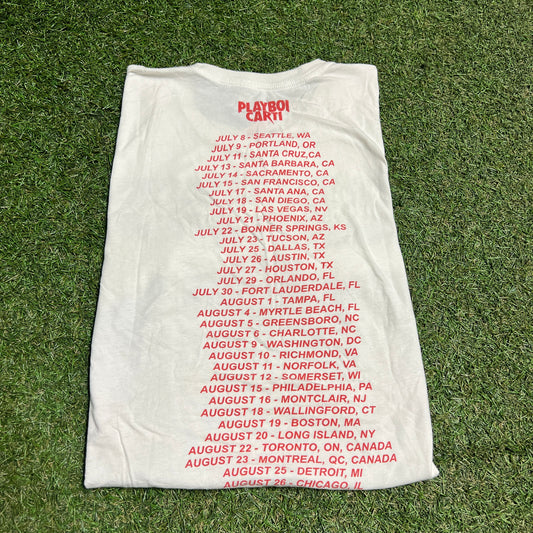 PLAYBOI
CARTI
JULY 8 - SEATTLE, WA
JULY 9 - PORTLAND, OR
JULY 11 - SANTA CRUZ,CA
JULY 13 - SANTA BARBARA, CA
JULY 14 - SACRAMENTO, CA
JULY 15 - SAN FRANCISCO, CA
JULY 17 - SANTA ANA, CA
JULY 18 - SAN DIEGO, CA
JULY 19 - LAS VEGAS, NV
JULY 21 - PHOENIX, AZ
JULY 22 - BONNER SPRINGS, KS
JULY 23 - TUCSON, AZ
JULY 25 - DALLAS, TX
JULY 26 - AUSTIN, TX
JULY 27 - HOUSTON, TX
JULY 29 - ORLANDO, FL
JULY 30 - FORT LAUDERDALE, FL
AUGUST 1 - TAMPA, FL
AUGUST 4 - MYRTLE BEACH, FL
AUGUST 5 - GREENSBORO, NC
AUGUST 6 - CHARLOTTE, NC
AUGUST 9 - WASHINGTON, DC
AUGUST 10 - RICHMOND, VA
AUGUST 11 - NORFOLK, VA
AUGUST 12 - SOMERSET, WI
AUGUST 15 - PHILADELPHIA, PA
AUGUST 16 - MONTCLAIR, NJ
AUGUST 18 - WALLINGFORD, CT
AUGUST 19 - BOSTON, MA
AUGUST 20 - LONG ISLAND, NY
AUGUST 22 - TORONTO, ON, CANADA
AUGUST 23 - MONTREAL, QC, CANADA
AUGUST 25 - DETROIT, MI
AUGUST 26 - CHICAGO, IL